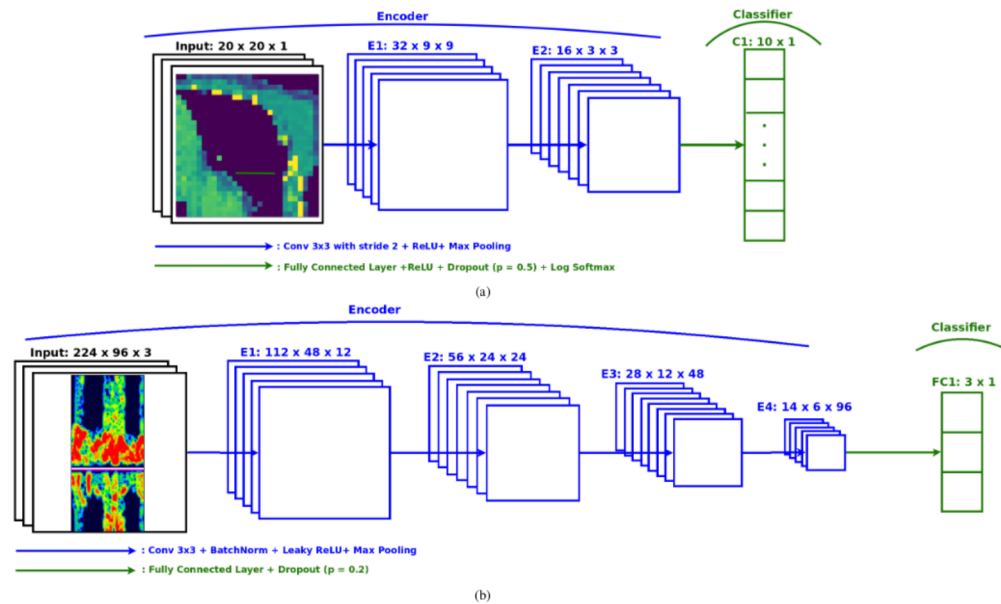 Encoder
Classifier
Input: 20 x 20 x 1
E1: 32 x 9 x 9
E2: 16 x 3 x 3
C1: 10 x 1
: Conv 3x3 with stride 2 + ReLU+ Max Pooling
: Fully Connected Layer +ReLU + Dropout (p = 0.5) + Log Softmax
(a)
Encoder
Classifier
Input: 224 x 96 x 3
E1: 112 x 48 x 12
E2: 56 x 24 x 24
E3: 28 x 12 x 48
E4: 14 x 6 x 96
FC1: 3 x 1
: Conv 3x3 + BatchNorm + Leaky ReLU+ Max Pooling
: Fully Connected Layer + Dropout (p = 0.2)
(b)